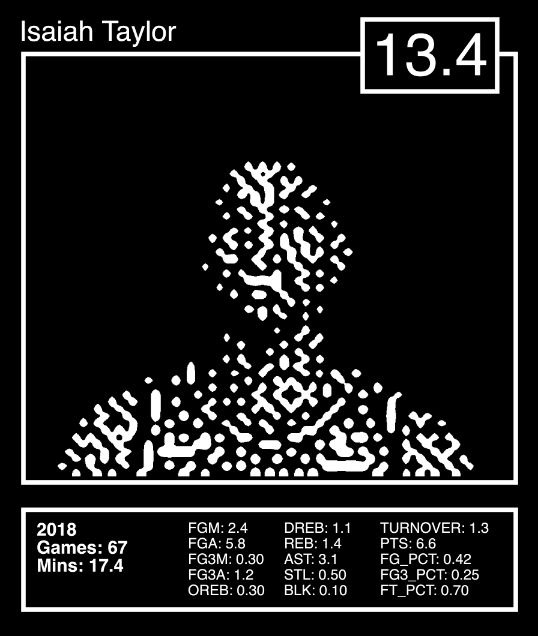 Isaiah Taylor
13.4
2018
Games: 67
Mins: 17.4
FGM: 2.4
FGA: 5.8
FG3M: 0.30
FG3A: 1.2
OREB: 0.30
DREB: 1.1
REB: 1.4
AST: 3.1
STL: 0.50
BLK: 0.10
TURNOVER: 1.3
PTS: 6.6
FG_PCT: 0.42
FG3_PCT: 0.25
FT_PCT: 0.70